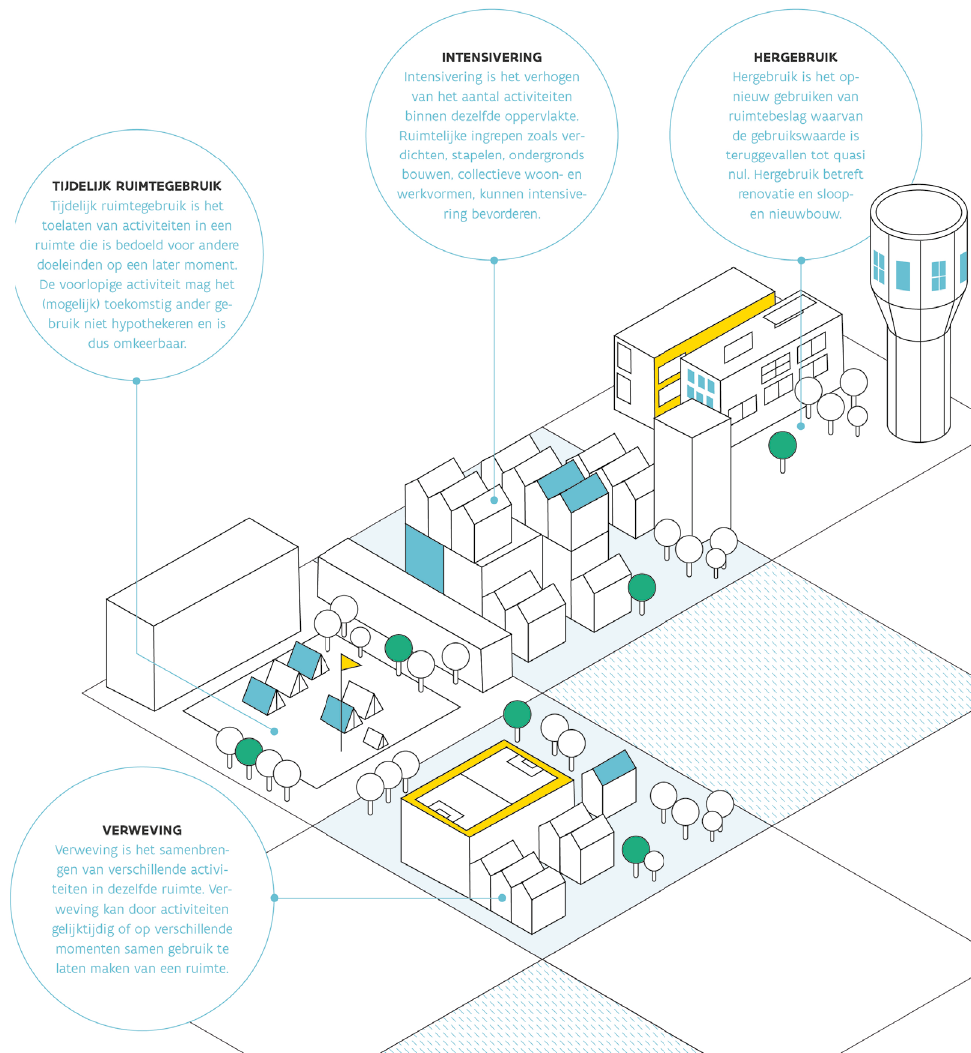 INTENSIVERING
Intensivering is het verhogen
van het aantal activiteiten
binnen dezelfde oppervlakte.
Ruimtelijke ingrepen zoals ver-
dichten, stapelen, ondergronds
bouwen, collectieve woon- en
werkvormen, kunnen intensive-
ring bevorderen.
HERGEBRUIK
Hergebruik is het op-
nieuw gebruiken van
ruimtebeslag waarvan
de gebruikswaarde is
teruggevallen tot quasi
nul. Hergebruik betreft
renovatie en sloop-
en nieuwbouw.
TIJDELIJK RUIMTEGEBRUIK
Tijdelijk ruimtegebruik is het
toelaten van activiteiten in een
ruimte die is bedoeld voor andere
doeleinden op een later moment.
De voorlopige activiteit mag het
(mogelijk) toekomstig ander ge-
bruik niet hypothekeren en is
dus omkeerbaar.
VERWEVING
Verweving is het samenbren-
gen van verschillende activi-
teiten in dezelfde ruimte. Ver-
weving kan door activiteiten
gelijktijdig of op verschillende
momenten samen gebruik te
laten maken van een ruimte.